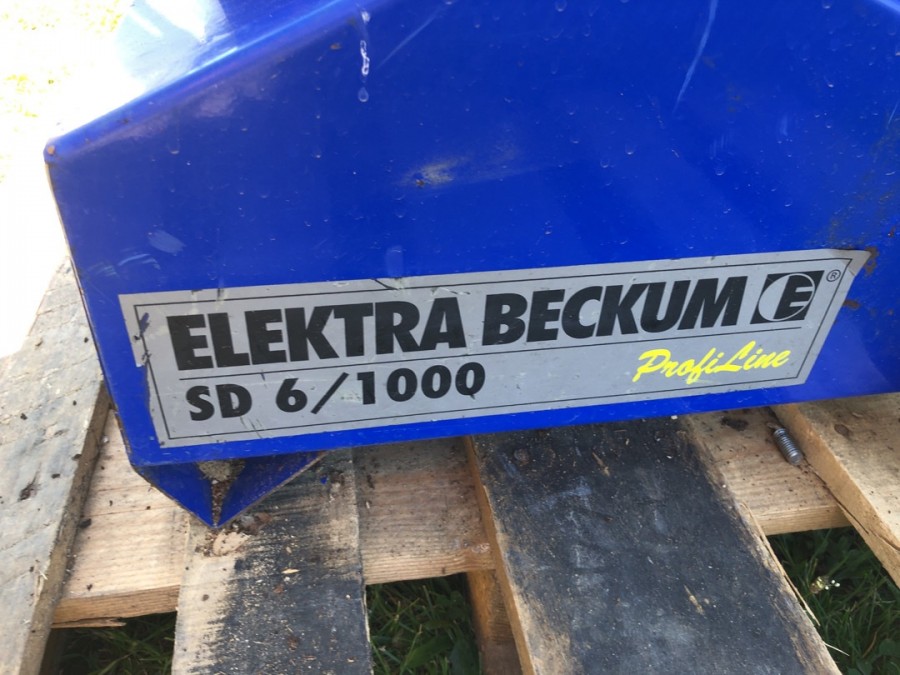 ELEKTRA BECKUM E ®
SD 6/1000
ProfiLine